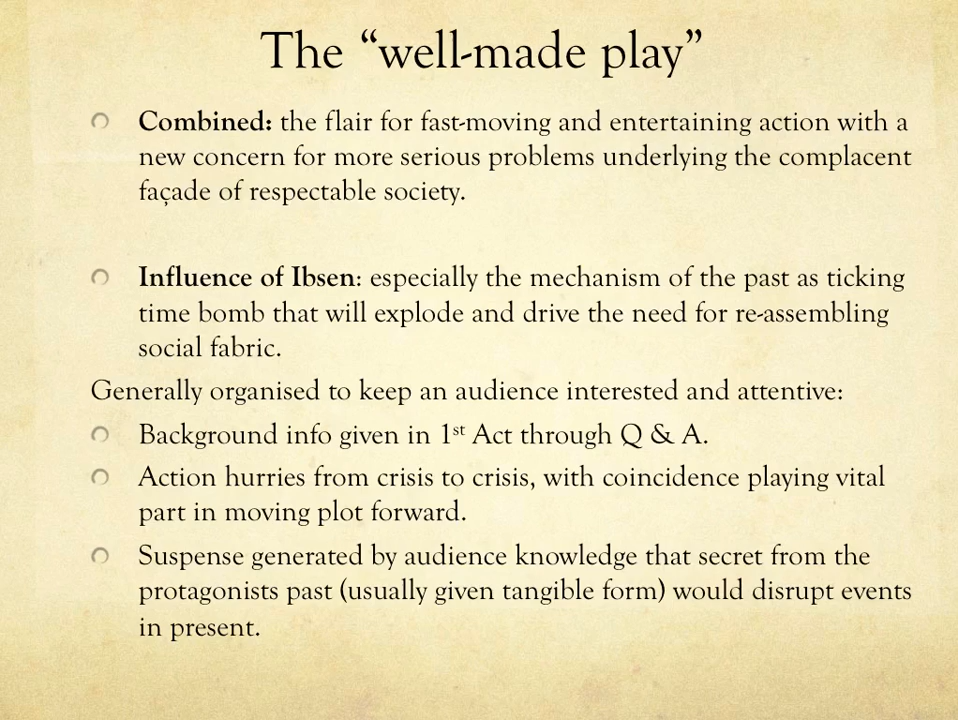 The “well-made play”
Combined: the flair for fast-moving and entertaining action with a
new concern for more serious problems underlying the complacent
façade of respectable society.
Influence of Ibsen: especially the mechanism of the past as ticking
time bomb that will explode and drive the need for re-assembling
social fabric.
Generally organised to keep an audience interested and attentive:
Background info given in 1st Act through Q & A.
Action hurries from crisis to crisis, with coincidence playing vital
part in moving plot forward.
Suspense generated by audience knowledge that secret from the
protagonists past (usually given tangible form) would disrupt events
in present.